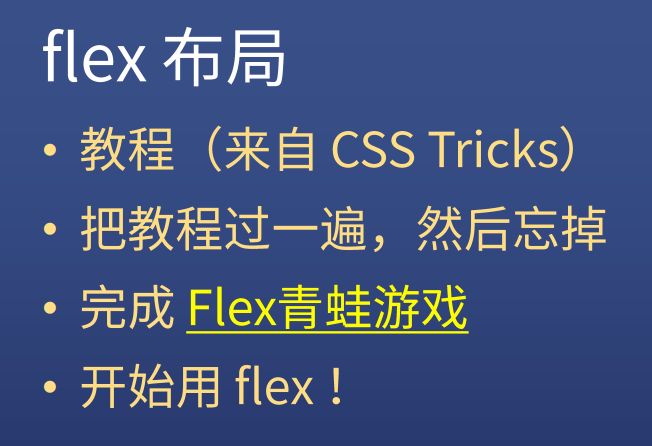 flex 布局
• 教程（来自 CSS Tricks）
• 把教程过一遍，然后忘掉
• 完成 Flex青蛙游戏
• 开始用 flex！